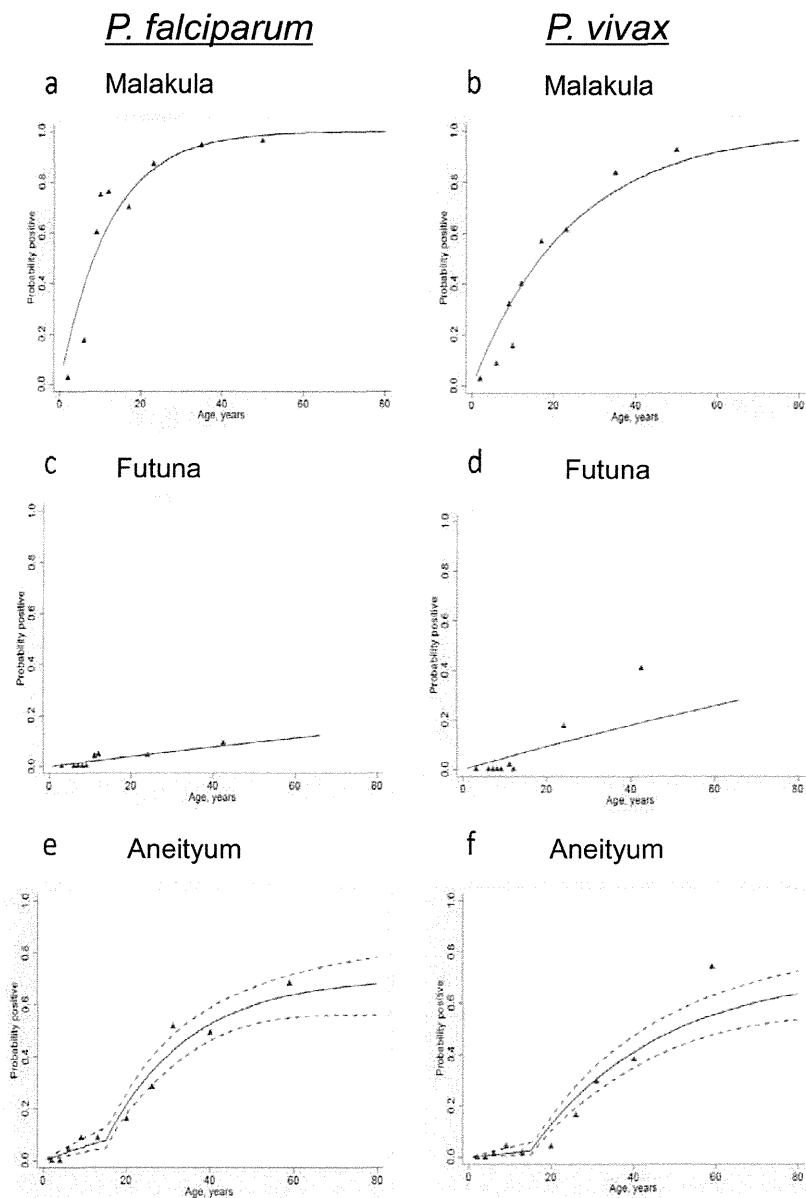 P. falciparum
P. vivax
a Malakula
b Malakula
Probability positive
0.0 0.2 0.4 0.6 0.8 1.0
0 20 40 60 80
Age, years
Probability positive
0.0 0.2 0.4 0.6 0.8 1.0
0 20 40 60 80
Age, years
c Futuna
d Futuna
Probability positive
0.0 0.2 0.4 0.6 0.8 1.0
0 20 40 60 80
Age, years
Probability positive
0.0 0.2 0.4 0.6 0.8 1.0
0 20 40 60 80
Age, years
e Aneityum
f Aneityum
Probability positive
0.0 0.2 0.4 0.6 0.8 1.0
0 20 40 60 80
Age, years
Probability positive
0.0 0.2 0.4 0.6 0.8 1.0
0 20 40 60 80
Age, years